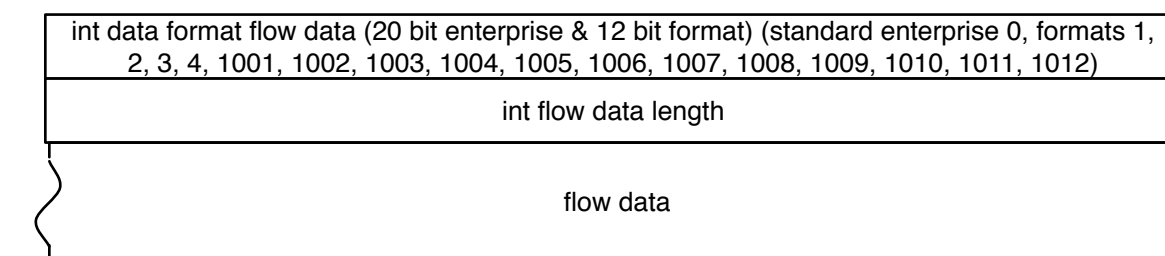 int data format flow data (20 bit enterprise & 12 bit format) (standard enterprise 0, formats 1,
2, 3, 4, 1001, 1002, 1003, 1004, 1005, 1006, 1007, 1008, 1009, 1010, 1011, 1012)
int flow data length
flow data